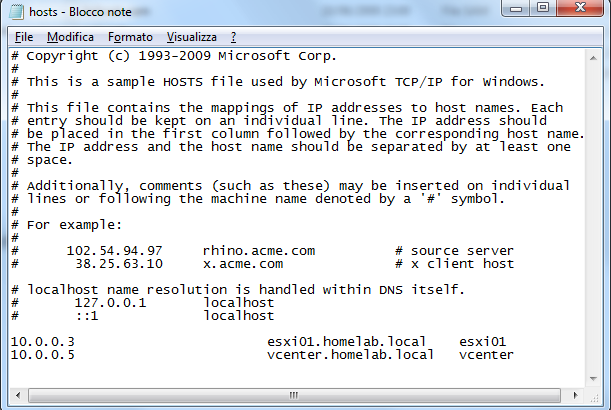 hosts - Blocco note
File Modifica Formato Visualizza ?
# Copyright (c) 1993-2009 Microsoft Corp.
#
# This is a sample HOSTS file used by Microsoft TCP/IP for Windows.
#
# This file contains the mappings of IP addresses to host names. Each
# entry should be kept on an individual line. The IP address should
# be placed in the first column followed by the corresponding host name.
# The IP address and the host name should be separated by at least one
# space.
#
# Additionally, comments (such as these) may be inserted on individual
# lines or following the machine name denoted by a '#' symbol.
#
# For example:
#
#      102.54.94.97     rhino.acme.com          # source server
#       38.25.63.10     x.acme.com              # x client host

# localhost name resolution is handled within DNS itself.
#       127.0.0.1       localhost
#       ::1             localhost

10.0.0.3                esxi01.homelab.local    esxi01
10.0.0.5                vcenter.homelab.local   vcenter